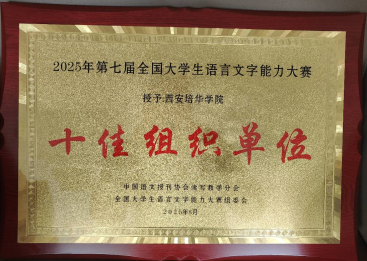 2025年第七届全国大学生语言文字能力大赛
授予:西安培华学院
十佳组织单位
中国语文报刊协会读写教学分会
全国大学生语言文字能力大赛组委会
2025年8月